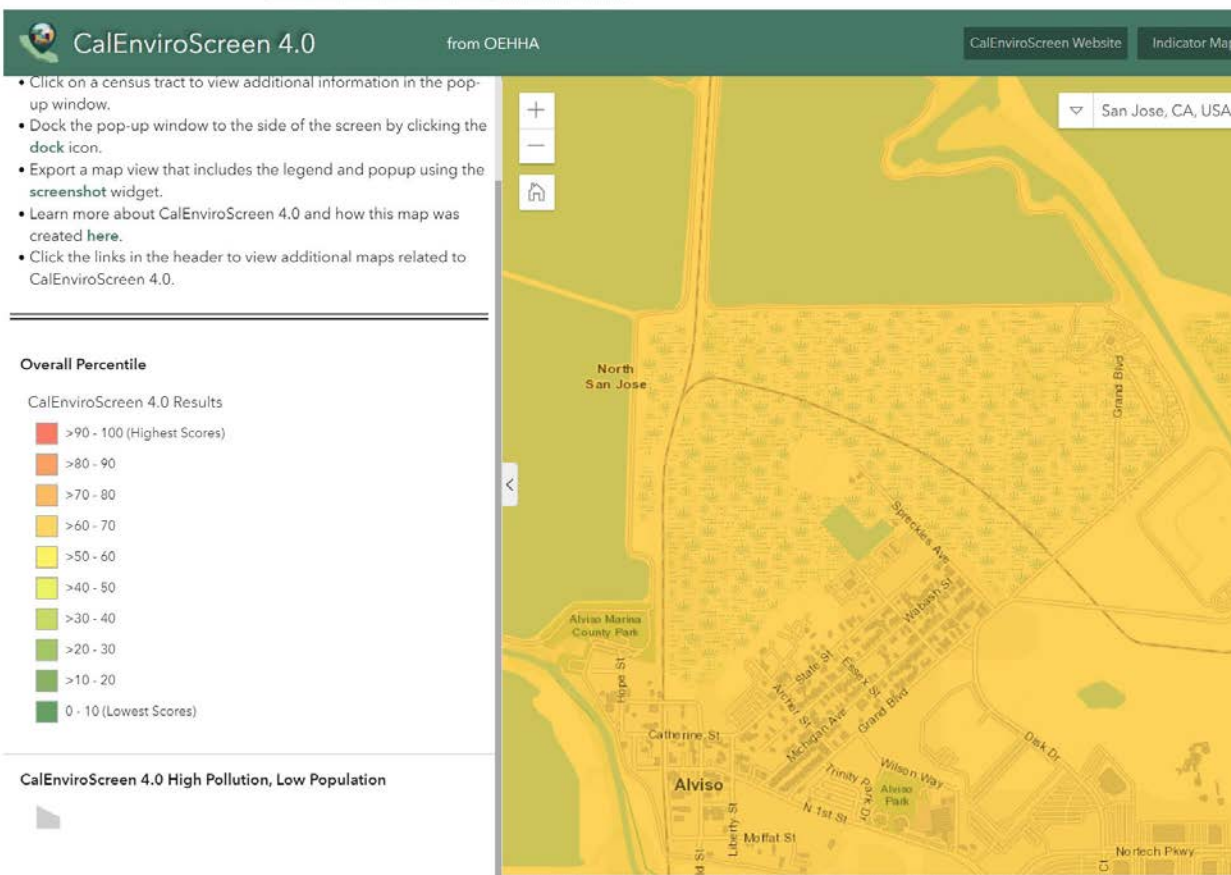 CalEnviroScreen 4.0
from OEHHA
CalEnviroScreen Website
Indicator Map
• Click on a census tract to view additional information in the pop-
up window.
• Dock the pop-up window to the side of the screen by clicking the
dock icon.
• Export a map view that includes the legend and popup using the
screenshot widget.
• Learn more about CalEnviroScreen 4.0 and how this map was
created here.
• Click the links in the header to view additional maps related to
CalEnviroScreen 4.0.
Overall Percentile
CalEnviroScreen 4.0 Results
>90 - 100 (Highest Scores)
>80 - 90
>70 - 80
>60 - 70
>50 - 60
>40 - 50
>30 - 40
>20 - 30
>10 - 20
0 - 10 (Lowest Scores)
CalEnviroScreen 4.0 High Pollution, Low Population
+
−
San Jose, CA, USA
North
San Jose
Grand Blvd
Spreckles Ave
Wabash St
Alviso Marina
County Park
Hope St
State St
Essex St
Archer St
Grand Blvd
Michigan Ave
Catherine St
Disk Dr
Wilson Way
Trinity Park Dr
Alviso
Park
Alviso
N 1st St
Liberty St
Moffat St
Nortech Pkwy
d St
Ct